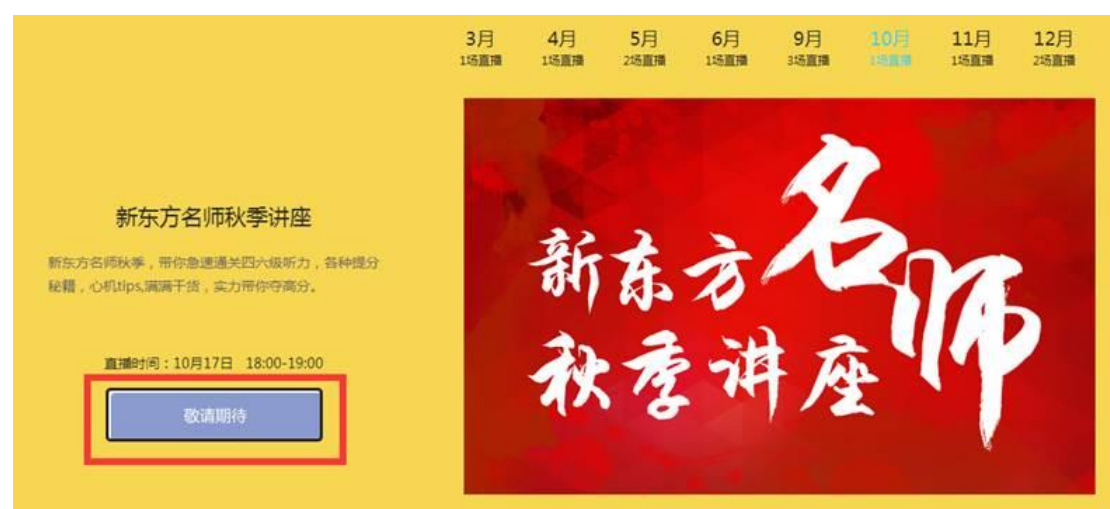 3月 4月 5月 6月 9月 10月 11月 12月
1场直播 1场直播 2场直播 1场直播 3场直播 1场直播 1场直播 2场直播
新东方名师秋季讲座
新东方名师秋季，带你急速通关四六级听力，各种提分
秘籍，心机tips,满满干货，实力带你夺高分。
直播时间：10月17日 18:00-19:00
敬请期待
新东方名师
秋季讲座